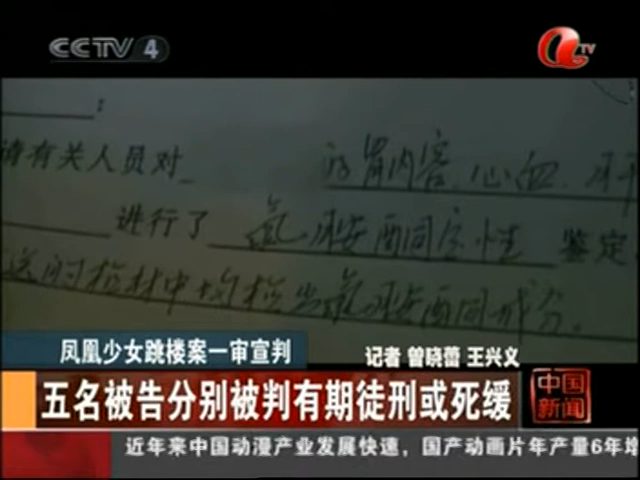 CCTV 4
TV
:
请有关人员对 的胃内容、心血、
进行了 氯胺酮定性 鉴定
送的检材中均检出氯胺酮成分。
凤凰少女跳楼案一审宣判
记者 曾晓蕾 王兴义
五名被告分别被判有期徒刑或死缓
中国
新闻
近年来中国动漫产业发展快速，国产动画片年产量6年增